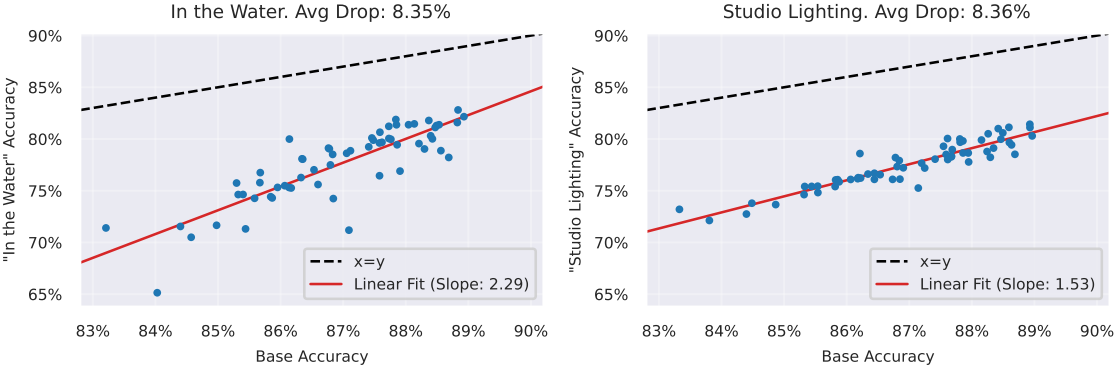 In the Water. Avg Drop: 8.35%
90%
85%
80%
75%
70%
65%
"In the Water" Accuracy
x=y
Linear Fit (Slope: 2.29)
83% 84% 85% 86% 87% 88% 89% 90%
Base Accuracy
Studio Lighting. Avg Drop: 8.36%
90%
85%
80%
75%
70%
65%
"Studio Lighting" Accuracy
x=y
Linear Fit (Slope: 1.53)
83% 84% 85% 86% 87% 88% 89% 90%
Base Accuracy